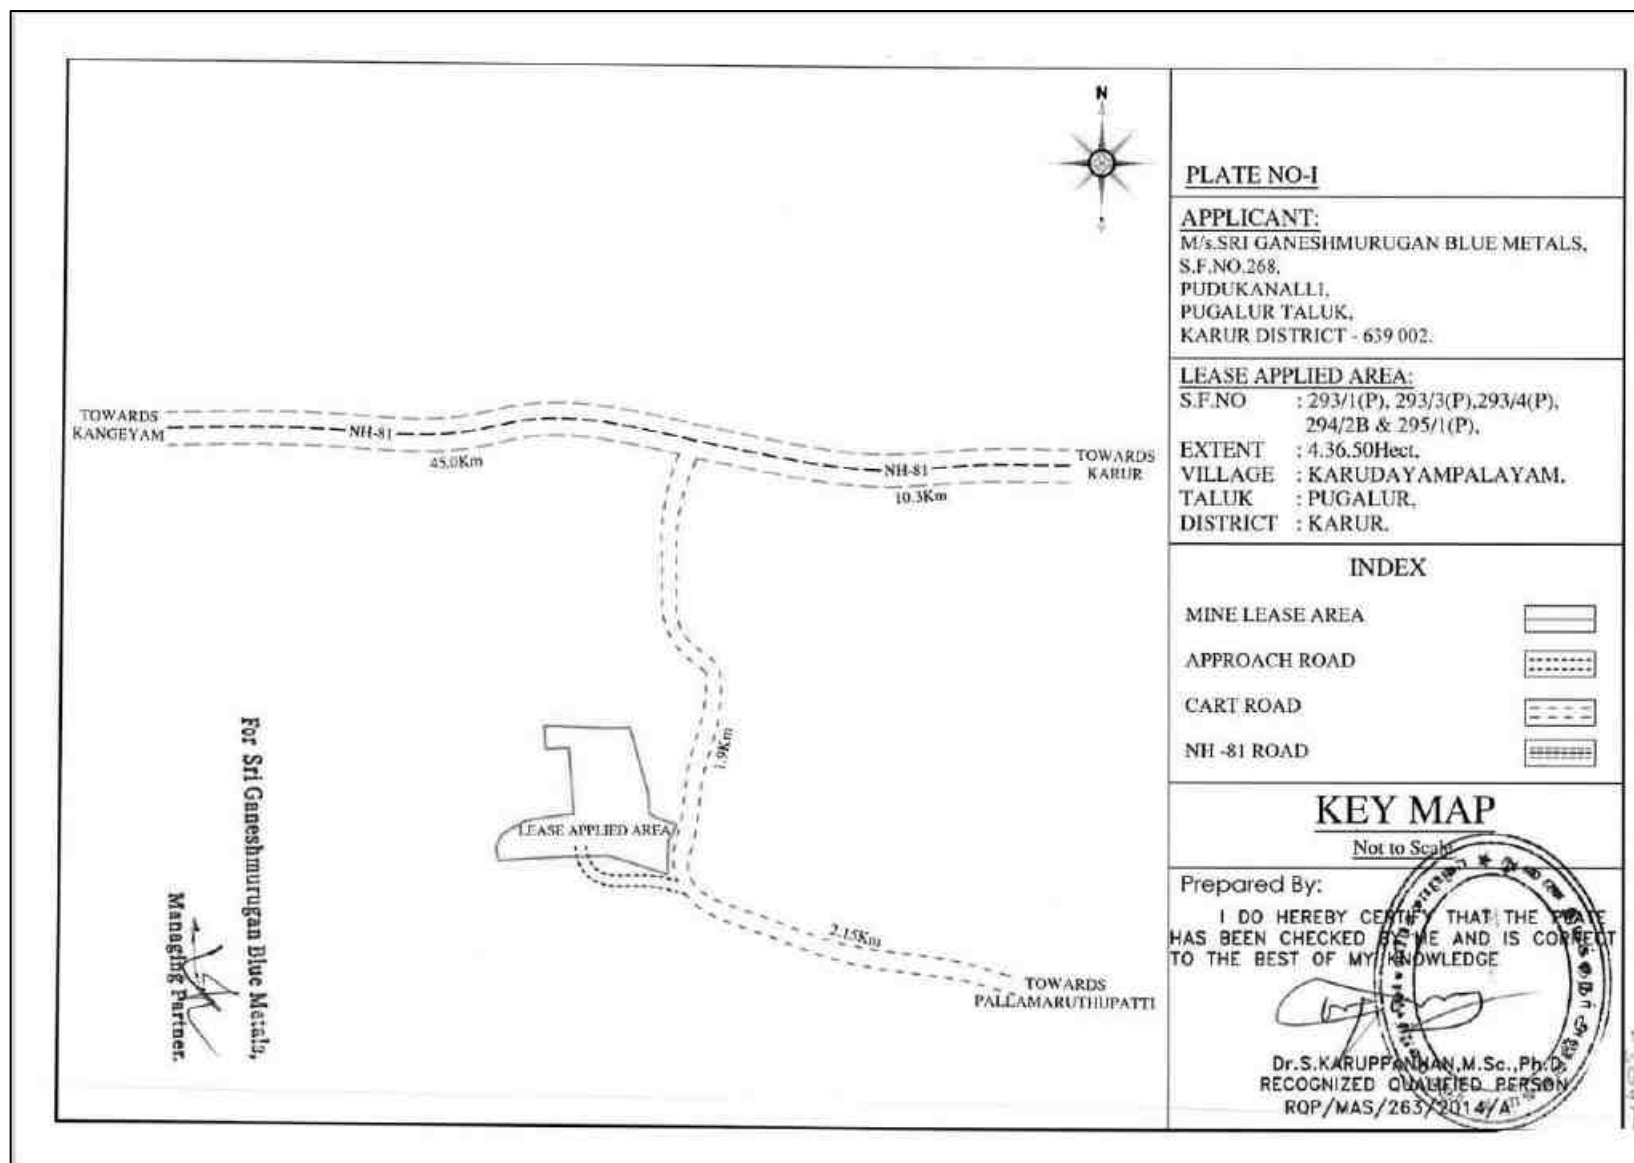 N
TOWARDS
KANGEYAM
NH-81
45.0Km
NH-81
10.3Km
TOWARDS
KARUR
1.9Km
LEASE APPLIED AREA
2.15Km
TOWARDS
PALLAMARUTHUPATTI
For Sri Ganeshmurugan Blue Metals,
Managing Partner.
PLATE NO-I
APPLICANT:
M/s.SRI GANESHMURUGAN BLUE METALS,
S.F.NO.268,
PUDUKANALLI,
PUGALUR TALUK,
KARUR DISTRICT - 639 002.
LEASE APPLIED AREA:
S.F.NO : 293/1(P), 293/3(P),293/4(P),
294/2B & 295/1(P),
EXTENT : 4.36.50Hect,
VILLAGE : KARUDAYAMPALAYAM,
TALUK : PUGALUR,
DISTRICT : KARUR.
INDEX
MINE LEASE AREA
APPROACH ROAD
CART ROAD
NH -81 ROAD
KEY MAP
Not to Scale
Prepared By:
I DO HEREBY CERTIFY THAT THE PLATE
HAS BEEN CHECKED BY ME AND IS CORRECT
TO THE BEST OF MY KNOWLEDGE
Dr.S.KARUPPANNAN,M.Sc.,Ph.D.
RECOGNIZED QUALIFIED PERSON
RQP/MAS/263/2014/A